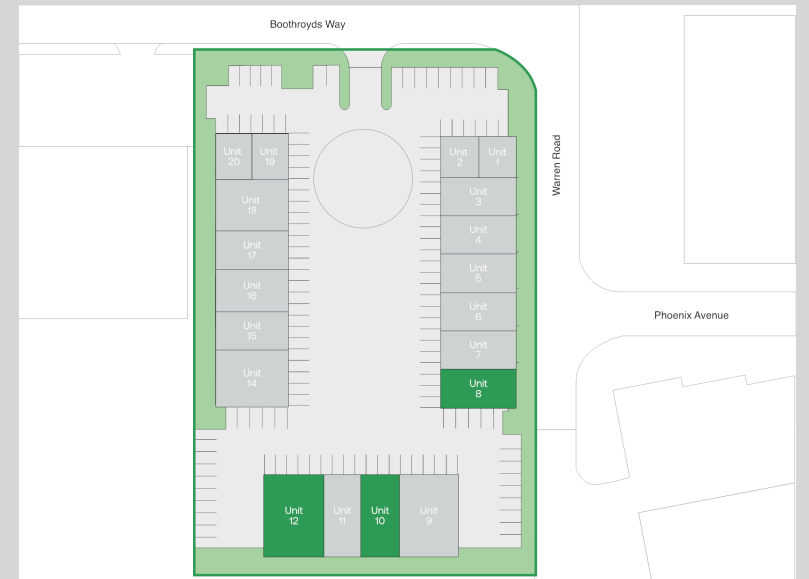 Boothroyds Way
Warren Road
Phoenix Avenue
Unit
20
Unit
19
Unit
18
Unit
17
Unit
16
Unit
15
Unit
14
Unit
2
Unit
1
Unit
3
Unit
4
Unit
5
Unit
6
Unit
7
Unit
8
Unit
12
Unit
11
Unit
10
Unit
9